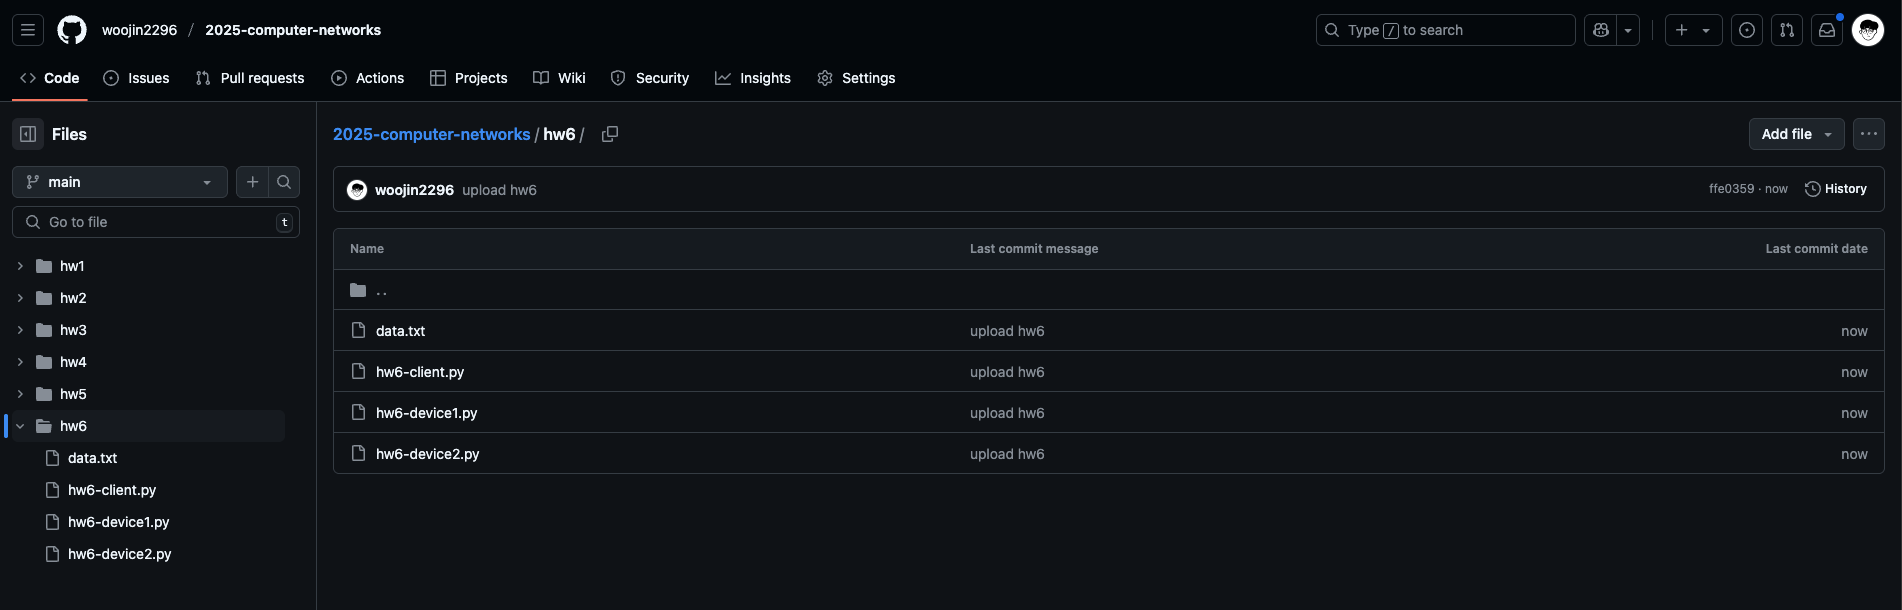 woojin2296 / 2025-computer-networks
Type / to search
Code Issues Pull requests Actions Projects Wiki Security Insights Settings
Files
main
Go to file t
hw1
hw2
hw3
hw4
hw5
hw6
data.txt
hw6-client.py
hw6-device1.py
hw6-device2.py
2025-computer-networks / hw6 /
Add file
woojin2296 upload hw6 ffe0359 · now History
Name Last commit message Last commit date
..
data.txt upload hw6 now
hw6-client.py upload hw6 now
hw6-device1.py upload hw6 now
hw6-device2.py upload hw6 now